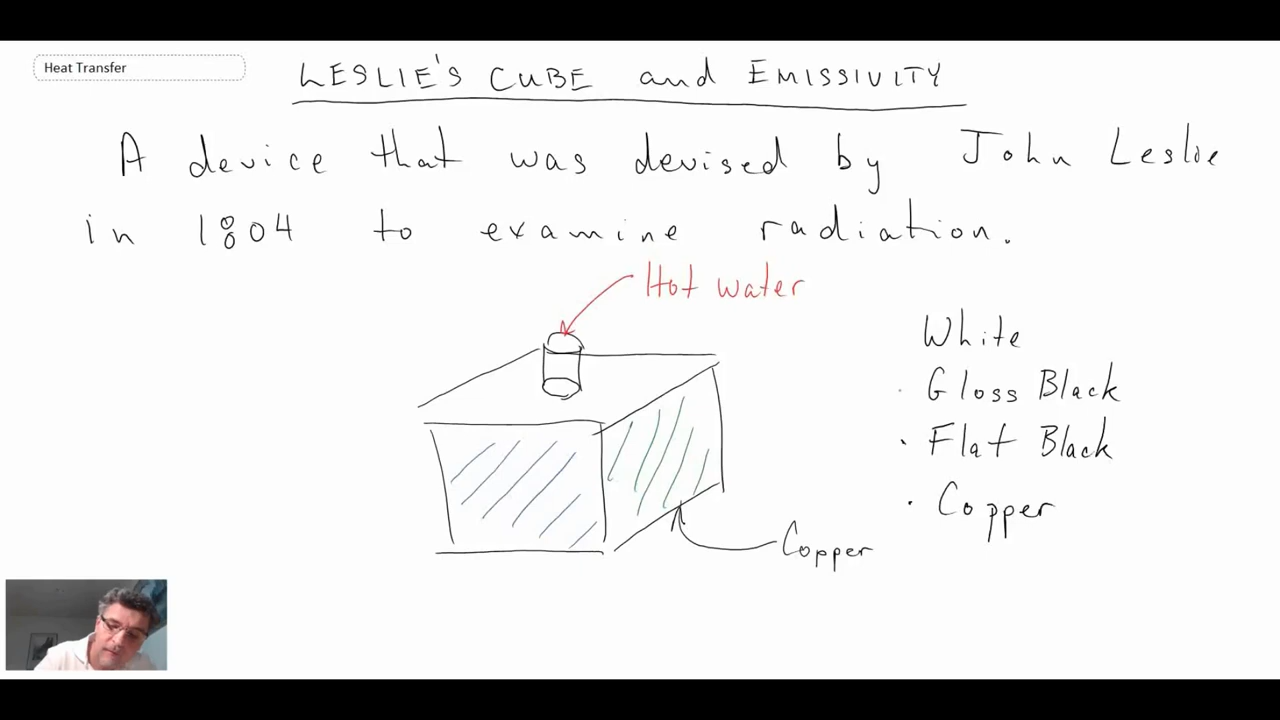 Heat Transfer
LESLIE'S CUBE and EMISSIVITY
A device that was devised by John Leslie
in 1804 to examine radiation.
Hot water
White
Gloss Black
Flat Black
Copper
Copper